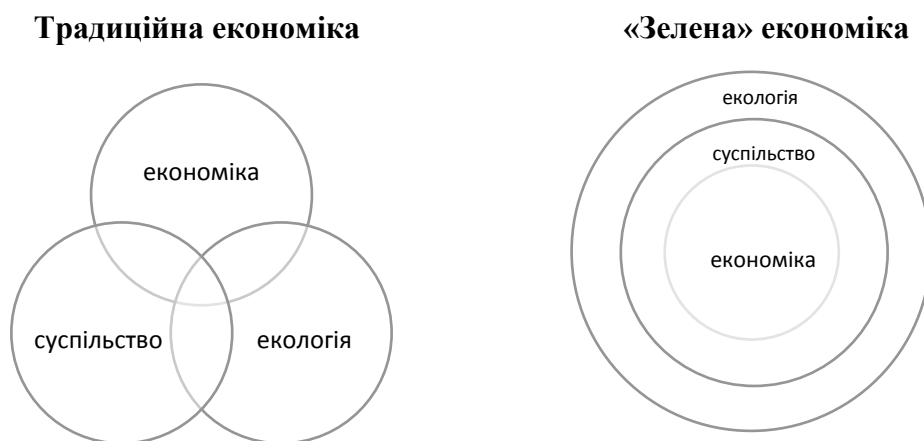 Традиційна економіка
економіка
суспільство
екологія
«Зелена» економіка
екологія
суспільство
економіка